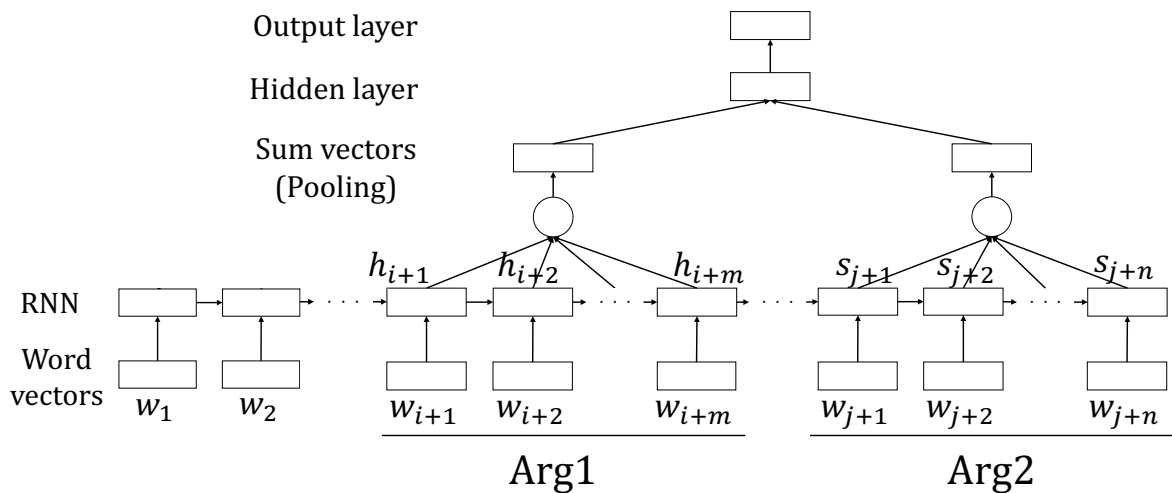 Output layer
Hidden layer
Sum vectors
(Pooling)
h_{i+1} h_{i+2} h_{i+m} s_{j+1} s_{j+2} s_{j+n}
RNN · · · · · · · · · · · ·
Word
vectors
w_1 w_2 w_{i+1} w_{i+2} w_{i+m} w_{j+1} w_{j+2} w_{j+n}
Arg1 Arg2